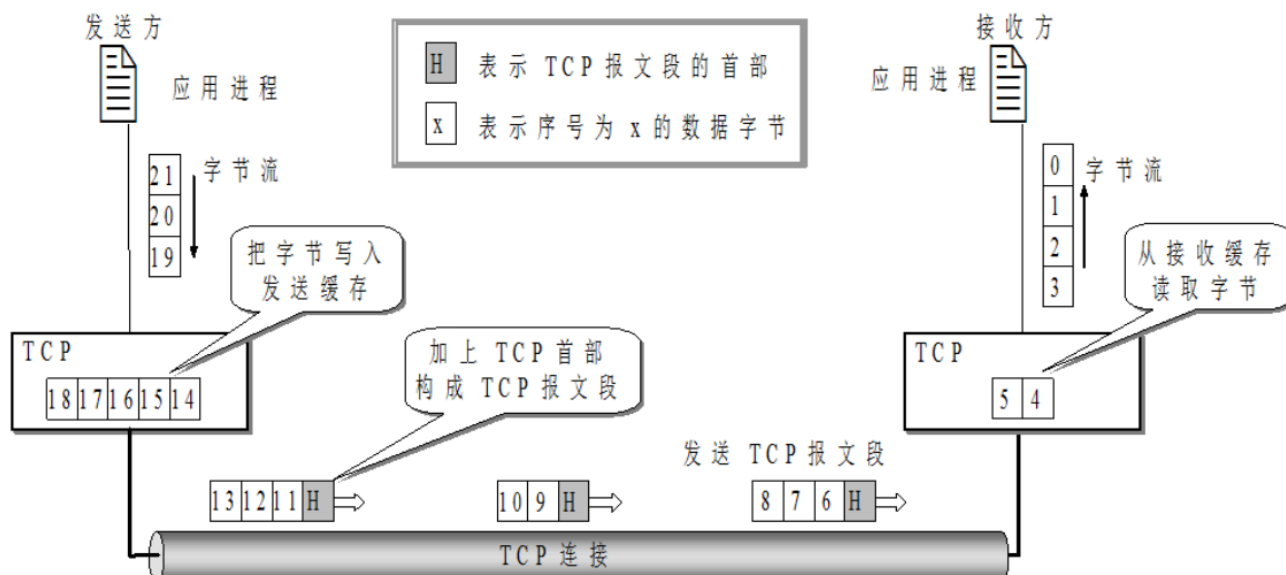 发送方
接收方
H 表示 TCP 报文段的首部
x 表示序号为 x 的数据字节
应用进程
应用进程
21
20
19
字节流
0
1
2
3
字节流
把字节写入
发送缓存
从接收缓存
读取字节
TCP
18 17 16 15 14
加上 TCP 首部
构成 TCP 报文段
TCP
5 4
发送 TCP 报文段
13 12 11 H
10 9 H
8 7 6 H
TCP 连接